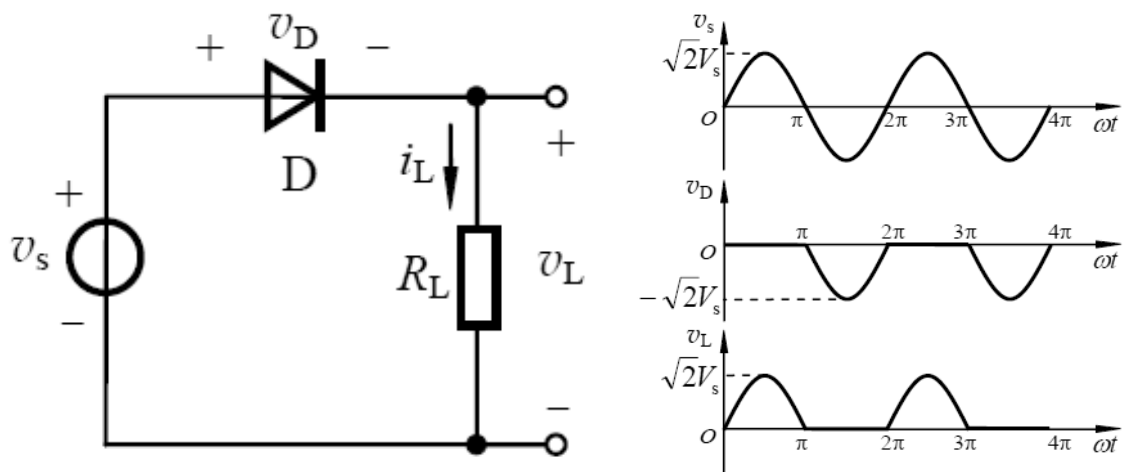 + v_D −
D
+
v_s
−
i_L
R_L
+
v_L
−
v_s
√2V_s
O π 2π 3π 4π ωt
v_D
O π 2π 3π 4π ωt
−√2V_s
v_L
√2V_s
O π 2π 3π 4π ωt